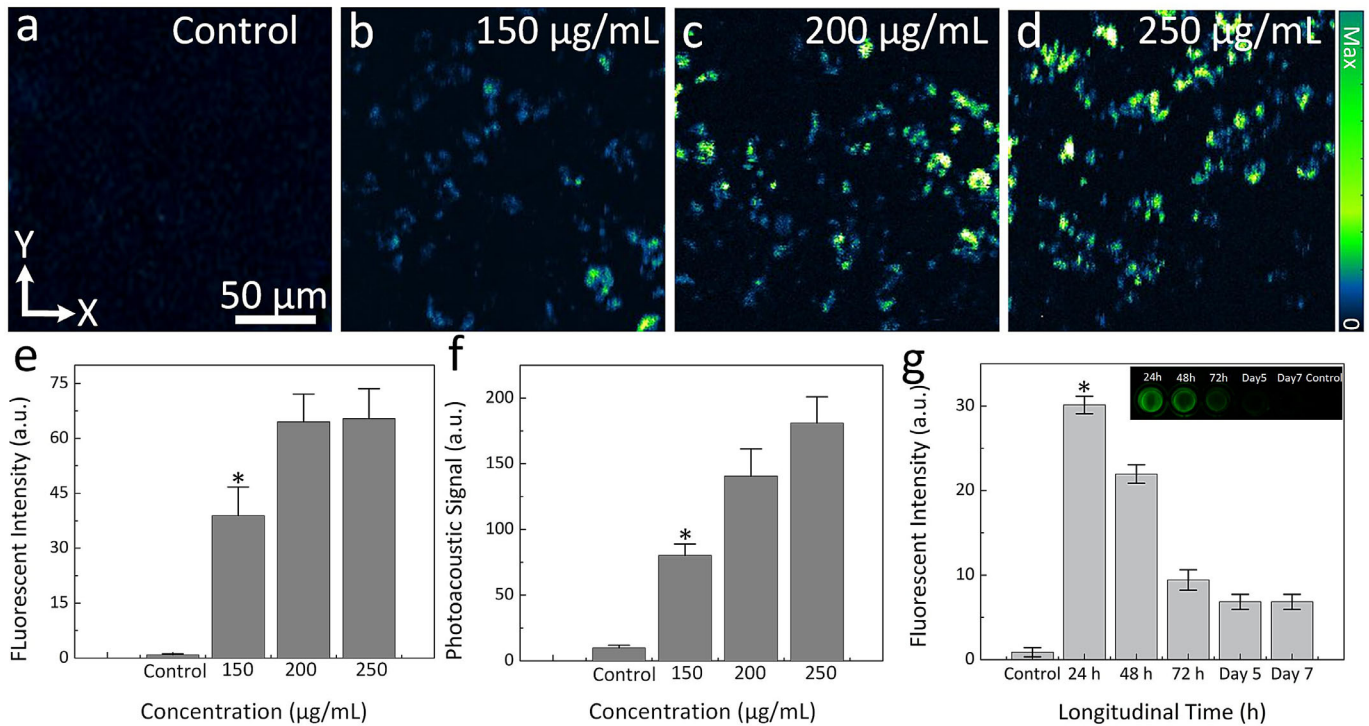 a
Control
Y
X
50 µm
b
150 µg/mL
c
200 µg/mL
d
250 µg/mL
Max
0
e
FLuorescent Intensity (a.u.)
75
60
45
30
15
0
*
Control
150
200
250
Concentration (µg/mL)
f
Photoacoustic Signal (a.u.)
200
150
100
50
0
*
Control
150
200
250
Concentration (µg/mL)
g
Fluorescent Intensity (a.u.)
30
20
10
0
*
24h 48h 72h Day5 Day7 Control
Control
24 h
48 h
72 h
Day 5
Day 7
Longitudinal Time (h)